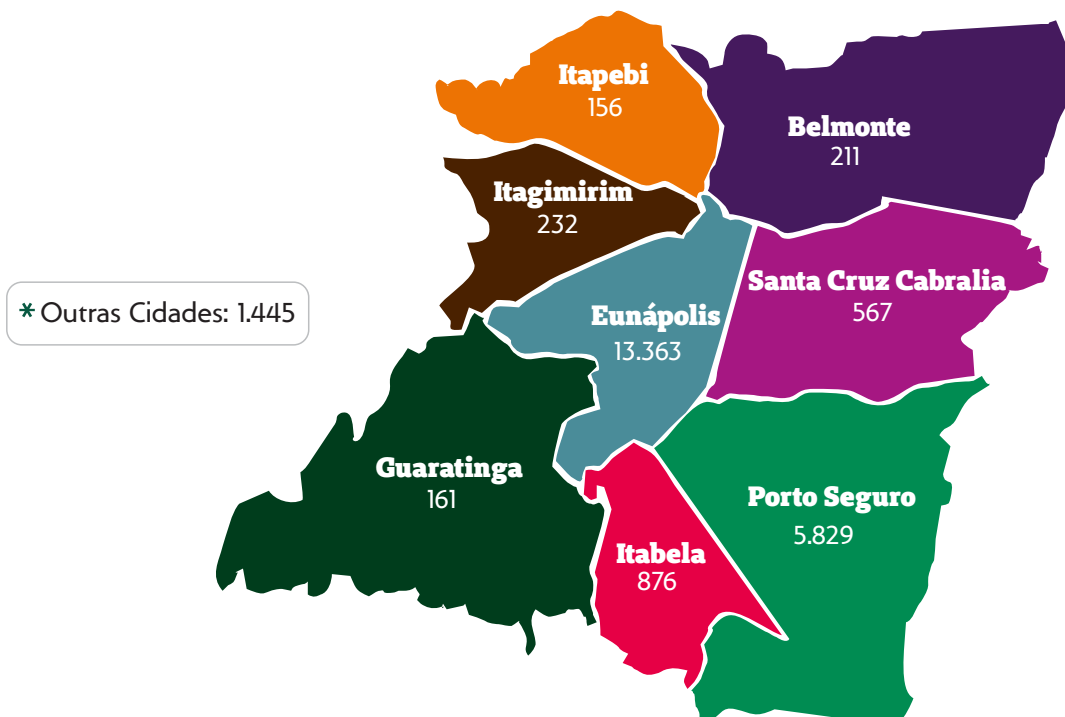 Itapebi
156
Belmonte
211
Itagimirim
232
Santa Cruz Cabralia
567
* Outras Cidades: 1.445
Eunápolis
13.363
Guaratinga
161
Porto Seguro
5.829
Itabela
876